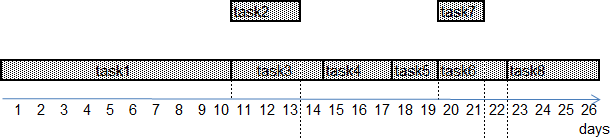 task2 task7
task1 task3 task4 task5 task6 task8
1 2 3 4 5 6 7 8 9 10 11 12 13 14 15 16 17 18 19 20 21 22 23 24 25 26
days